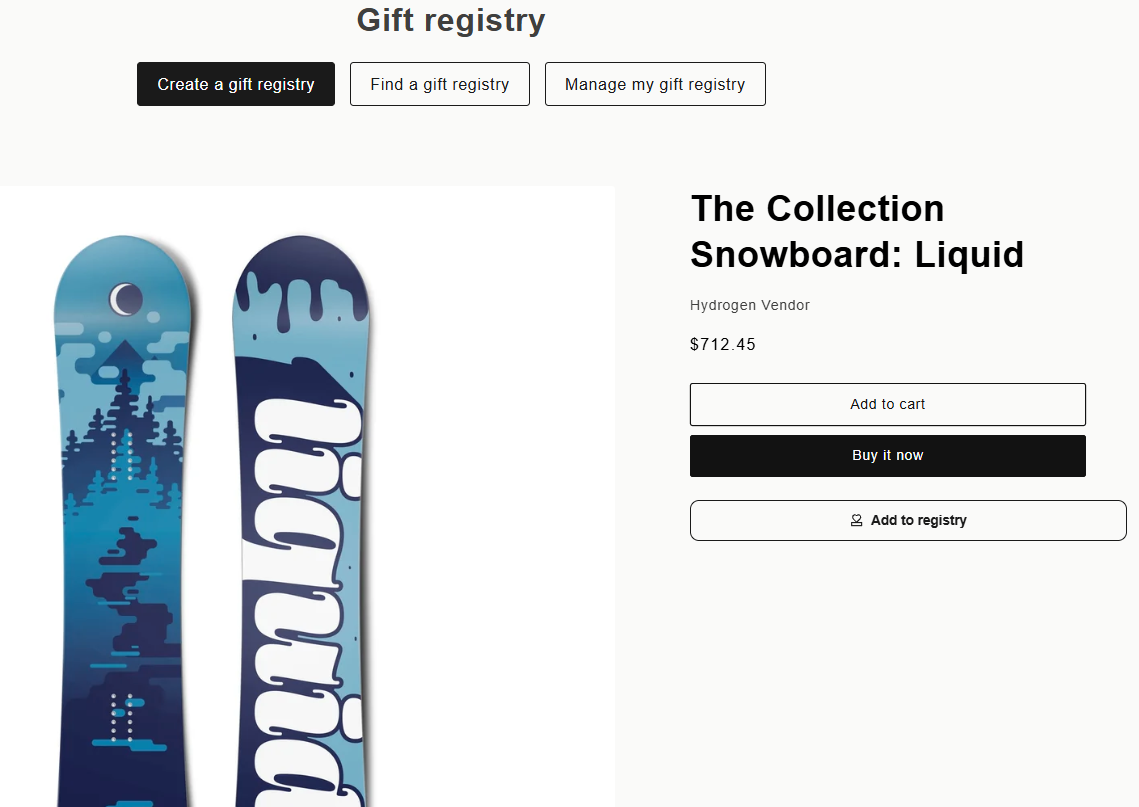 Gift registry
Create a gift registry
Find a gift registry
Manage my gift registry
The Collection
Snowboard: Liquid
Hydrogen Vendor
$712.45
Add to cart
Buy it now
Add to registry
liquid